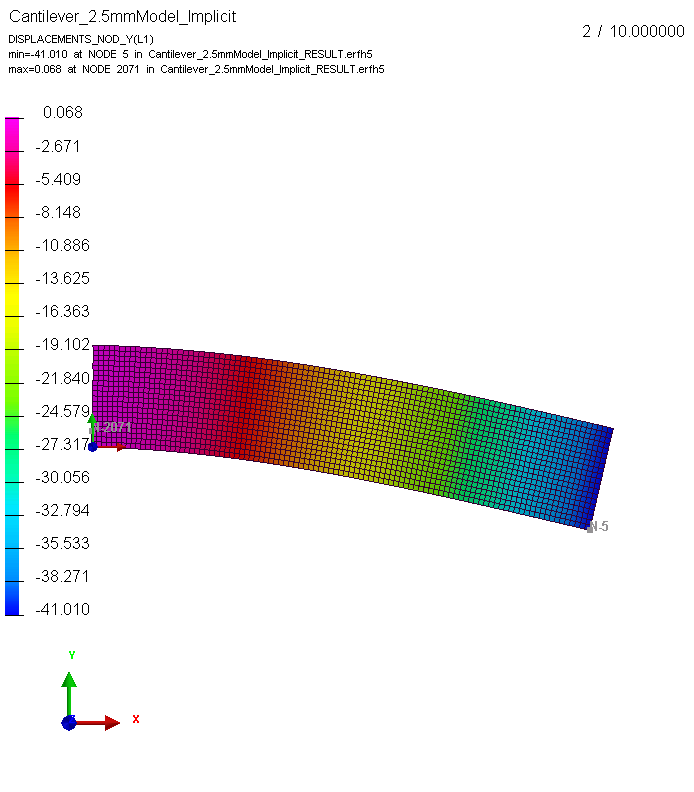 Cantilever_2.5mmModel_Implicit
2 / 10.000000
DISPLACEMENTS_NOD_Y(L1)
min=-41.010 at NODE 5 in Cantilever_2.5mmModel_Implicit_RESULT.erfh5
max=0.068 at NODE 2071 in Cantilever_2.5mmModel_Implicit_RESULT.erfh5
0.068
-2.671
-5.409
-8.148
-10.886
-13.625
-16.363
-19.102
-21.840
-24.579
-27.317
-30.056
-32.794
-35.533
-38.271
-41.010
N-2071
N-5
Y
X